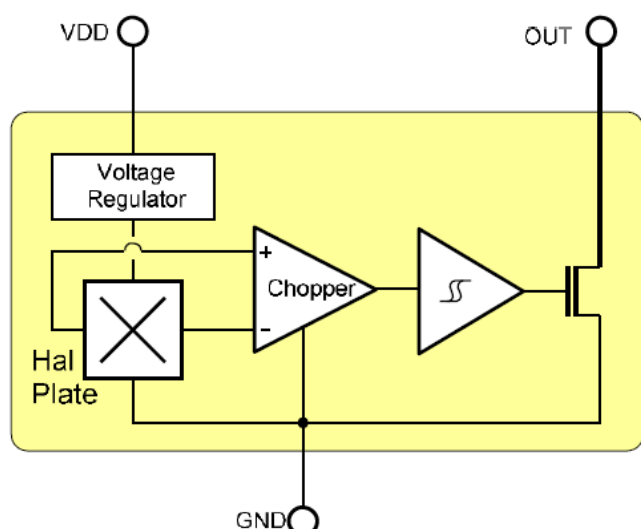 VDD
OUT
Voltage
Regulator
+
Chopper
-
Hal
Plate
GND